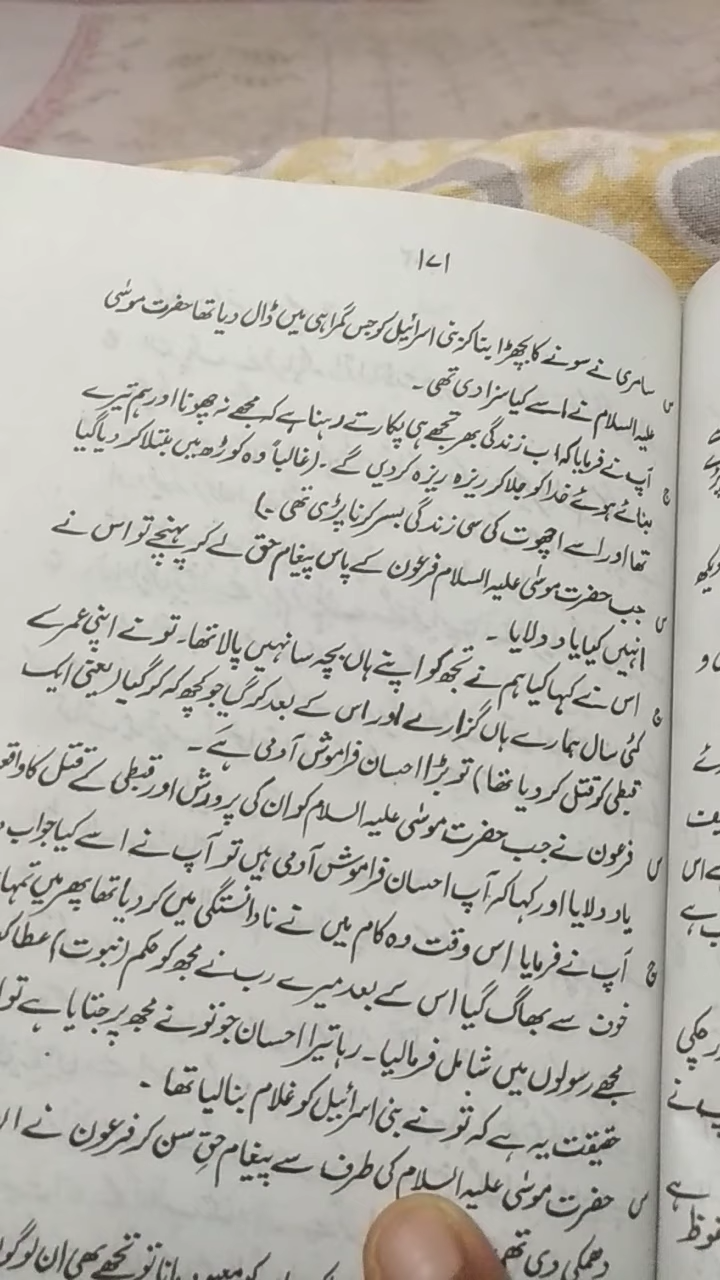 ۱۷۱
س سامری نے سونے کا بچھڑا بنا کر بنی اسرائیل کو جس گمراہی میں ڈال دیا تھا حضرت موسٰی
علیہ السلام نے اسے کیا سزا دی تھی۔
ج آپ نے فرمایا کہ اب زندگی بھر تجھے ہی پکارتے رہنا ہے کہ مجھے نہ چھونا اور ہم تیرے
بنائے ہوئے خدا کو جلا کر ریزہ ریزہ کر دیں گے۔ (غالباً وہ کوڑھ میں مبتلا کر دیا گیا
تھا اور اسے اچھوت کی سی زندگی بسر کرنا پڑی تھی۔)
س جب حضرت موسٰی علیہ السلام فرعون کے پاس پیغام حق لے کر پہنچے تو اس نے
انہیں کیا یاد دلایا۔
ج اس نے کہا کیا ہم نے تجھ کو اپنے ہاں بچہ سا نہیں پالا تھا۔ تو نے اپنی عمر کے
کئی سال ہمارے ہاں گزارے اور اس کے بعد کر گیا جو کچھ کہ کر گیا (یعنی ایک
قبطی کو قتل کر دیا تھا) تو بڑا احسان فراموش آدمی ہے۔
س فرعون نے جب حضرت موسٰی علیہ السلام کو ان کی پرورش اور قبطی کے قتل کا
یاد دلایا اور کہا کہ آپ احسان فراموش آدمی ہیں تو آپ نے اسے کیا جواب
ج آپ نے فرمایا اس وقت وہ کام میں نے نادانستگی میں کر دیا تھا پھر میں
خوف سے بھاگ گیا اس کے بعد میرے رب نے مجھ کو حکم (نبوت) عطا
مجھے رسولوں میں شامل فرما لیا۔ رہا تیرا احسان جو تو نے مجھ پر جتایا ہے تو
حقیقت یہ ہے کہ تو نے بنی اسرائیل کو غلام بنا لیا تھا۔
س حضرت موسٰی علیہ السلام کی طرف سے پیغام حق سن کر فرعون نے
دھمکی دی تھی